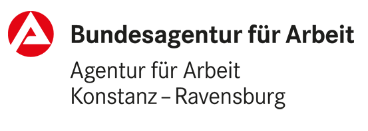 Bundesagentur für Arbeit
Agentur für Arbeit
Konstanz – Ravensburg